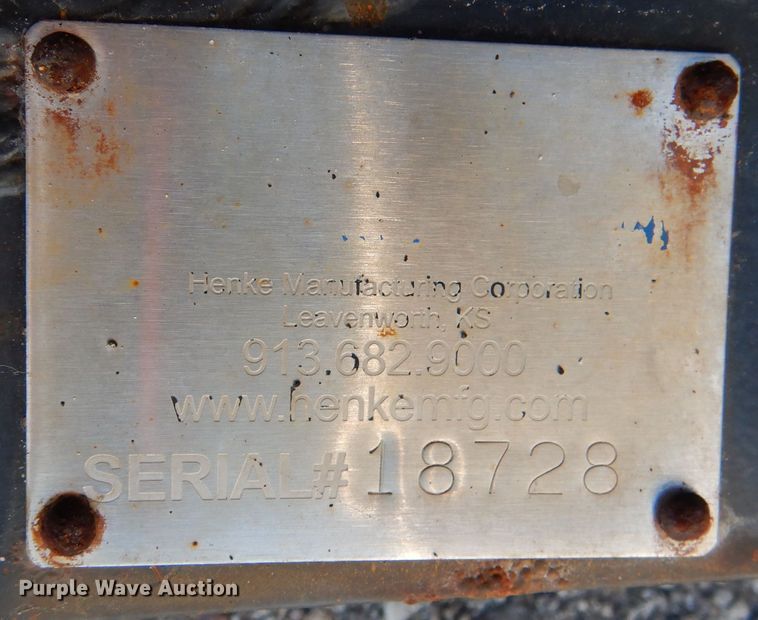 Henke Manufacturing Corporation
Leavenworth, KS
913.682.9000
www.henkemfg.com
SERIAL# 18728
Purple Wave Auction